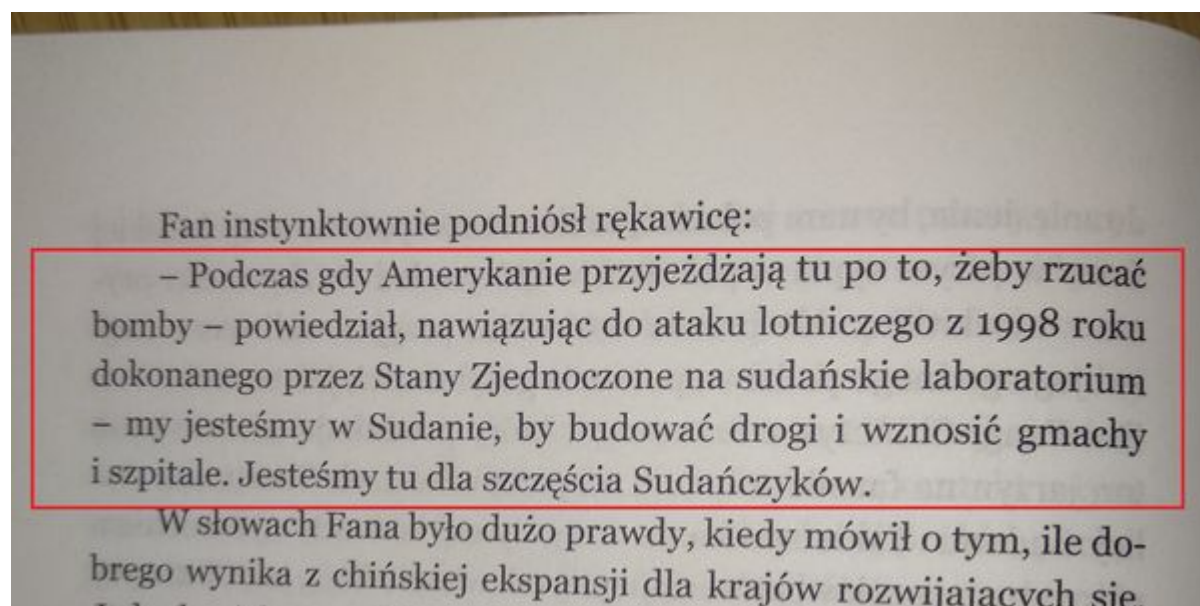 Fan instynktownie podniósł rękawicę:
– Podczas gdy Amerykanie przyjeżdżają tu po to, żeby rzucać
bomby – powiedział, nawiązując do ataku lotniczego z 1998 roku
dokonanego przez Stany Zjednoczone na sudańskie laboratorium
– my jesteśmy w Sudanie, by budować drogi i wznosić gmachy
i szpitale. Jesteśmy tu dla szczęścia Sudańczyków.
W słowach Fana było dużo prawdy, kiedy mówił o tym, ile do-
brego wynika z chińskiej ekspansji dla krajów rozwijających się.